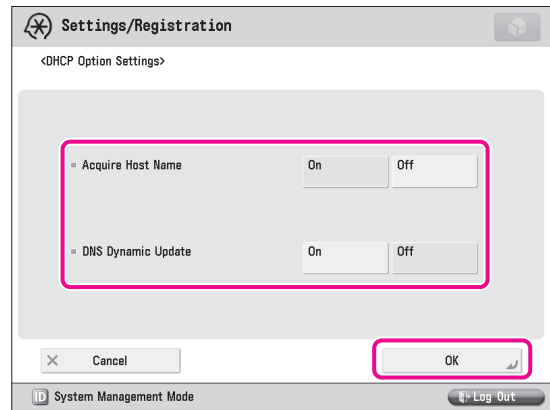 Settings/Registration
<DHCP Option Settings>
Acquire Host Name On Off
DNS Dynamic Update On Off
Cancel OK
ID System Management Mode Log Out